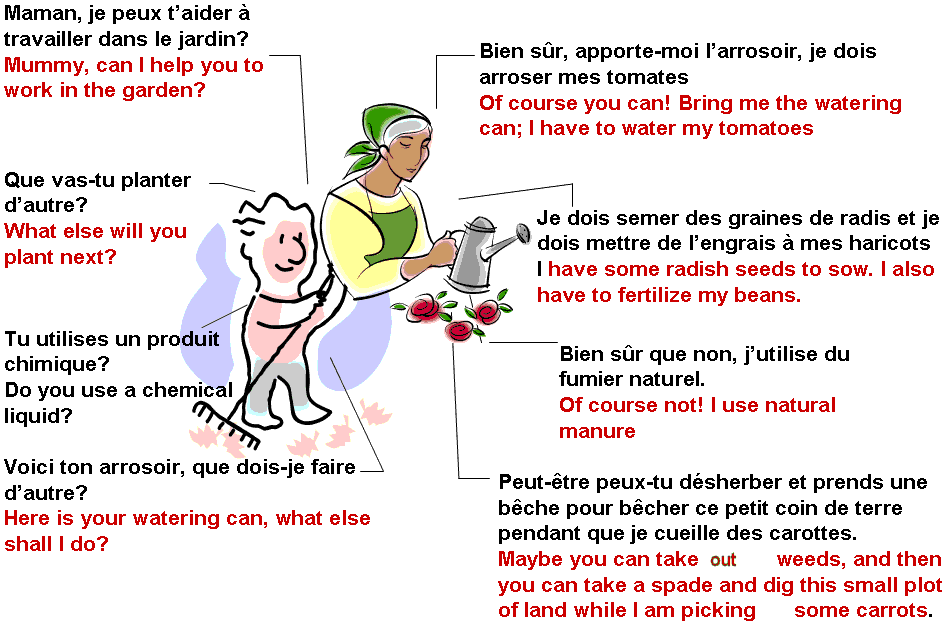 Maman, je peux t’aider à
travailler dans le jardin?
Mummy, can I help you to
work in the garden?
Bien sûr, apporte-moi l’arrosoir, je dois
arroser mes tomates
Of course you can! Bring me the watering
can; I have to water my tomatoes
Que vas-tu planter
d’autre?
What else will you
plant next?
Je dois semer des graines de radis et je
dois mettre de l’engrais à mes haricots
I have some radish seeds to sow. I also
have to fertilize my beans.
Tu utilises un produit
chimique?
Do you use a chemical
liquid?
Bien sûr que non, j’utilise du
fumier naturel.
Of course not! I use natural
manure
Voici ton arrosoir, que dois-je faire
d’autre?
Here is your watering can, what else
shall I do?
Peut-être peux-tu désherber et prends une
bêche pour bêcher ce petit coin de terre
pendant que je cueille des carottes.
Maybe you can take out weeds, and then
you can take a spade and dig this small plot
of land while I am picking some carrots.